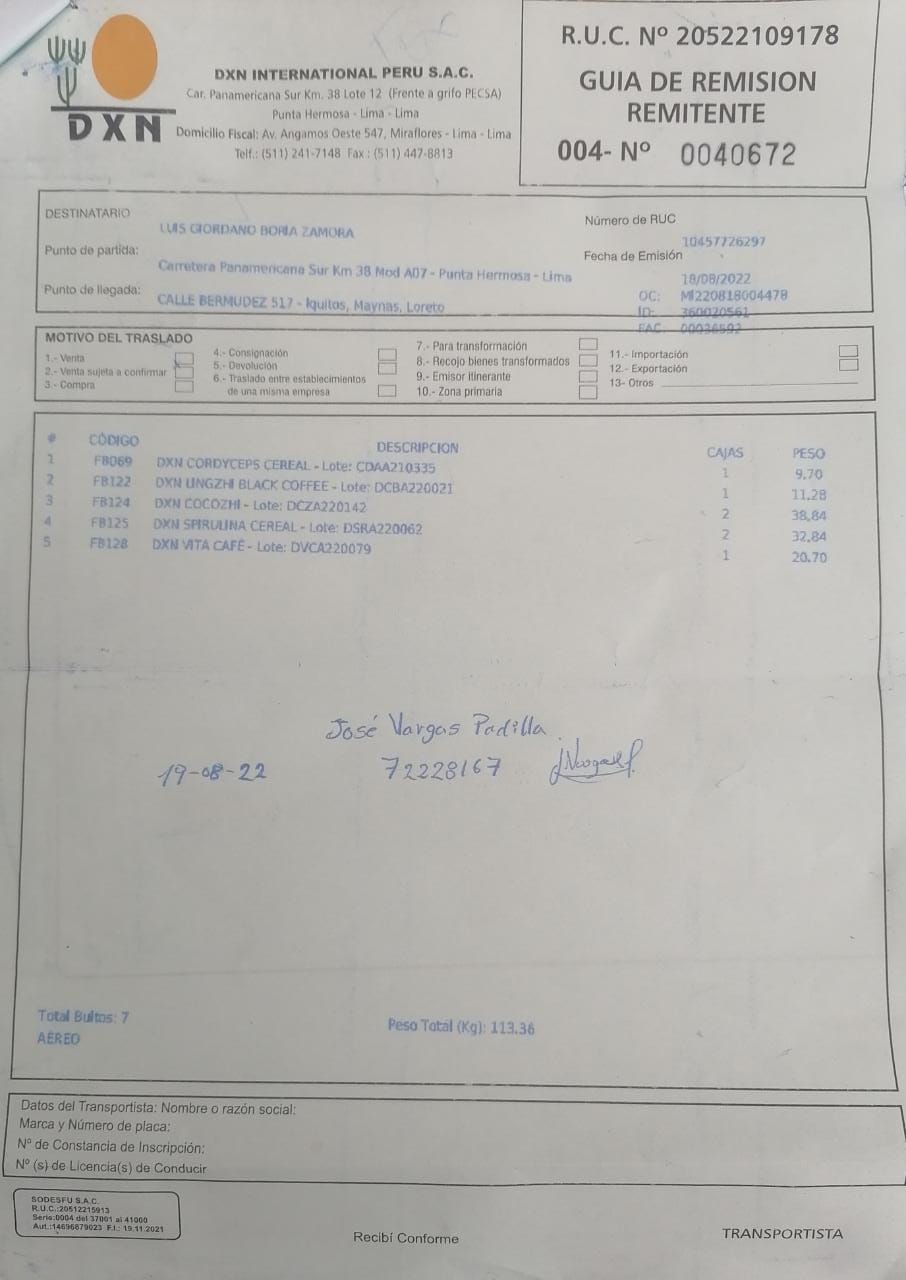 DXN
DXN INTERNATIONAL PERU S.A.C.
Car. Panamericana Sur Km. 38 Lote 12 (Frente a grifo PECSA)
Punta Hermosa - Lima - Lima
Domicilio Fiscal: Av. Angamos Oeste 547, Miraflores - Lima - Lima
Telf.: (511) 241-7148 Fax : (511) 447-8813
R.U.C. Nº 20522109178
GUIA DE REMISION
REMITENTE
004- Nº 0040672
DESTINATARIO
LUIS GIORDANO BORJA ZAMORA
Número de RUC
10457726297
Punto de partida:
Carretera Panamericana Sur Km 38 Mod A07 - Punta Hermosa - Lima
Fecha de Emisión
18/08/2022
Punto de llegada:
CALLE BERMUDEZ 517 - Iquitos, Maynas, Loreto
OC: MI220818004478
ID: 360020561
FAC: 00036592
MOTIVO DEL TRASLADO
1.- Venta
2.- Venta sujeta a confirmar
3.- Compra
4.- Consignación
5.- Devolución
6.- Traslado entre establecimientos
de una misma empresa
7.- Para transformación
8.- Recojo bienes transformados
9.- Emisor itinerante
10.- Zona primaria
11.- Importación
12.- Exportación
13- Otros
# CÓDIGO DESCRIPCION CAJAS PESO
1 FB069 DXN CORDYCEPS CEREAL - Lote: CDAA210335 1 9.70
2 FB122 DXN LINGZHI BLACK COFFEE - Lote: DCBA220021 1 11.28
3 FB124 DXN COCOZHI - Lote: DCZA220142 2 38.84
4 FB125 DXN SPIRULINA CEREAL - Lote: DSRA220062 2 32.84
5 FB128 DXN VITA CAFÉ - Lote: DVCA220079 1 20.70
José Vargas Padilla
19-08-22 72228167
Total Bultos: 7
Peso Total (Kg): 113.36
AÉREO
Datos del Transportista: Nombre o razón social:
Marca y Número de placa:
Nº de Constancia de Inscripción:
Nº (s) de Licencia(s) de Conducir
SODESFU S.A.C.
R.U.C.:20512215913
Serie:0004 del 37001 al 41000
Aut.:14696879023 F.I.: 19.11.2021
Recibí Conforme
TRANSPORTISTA